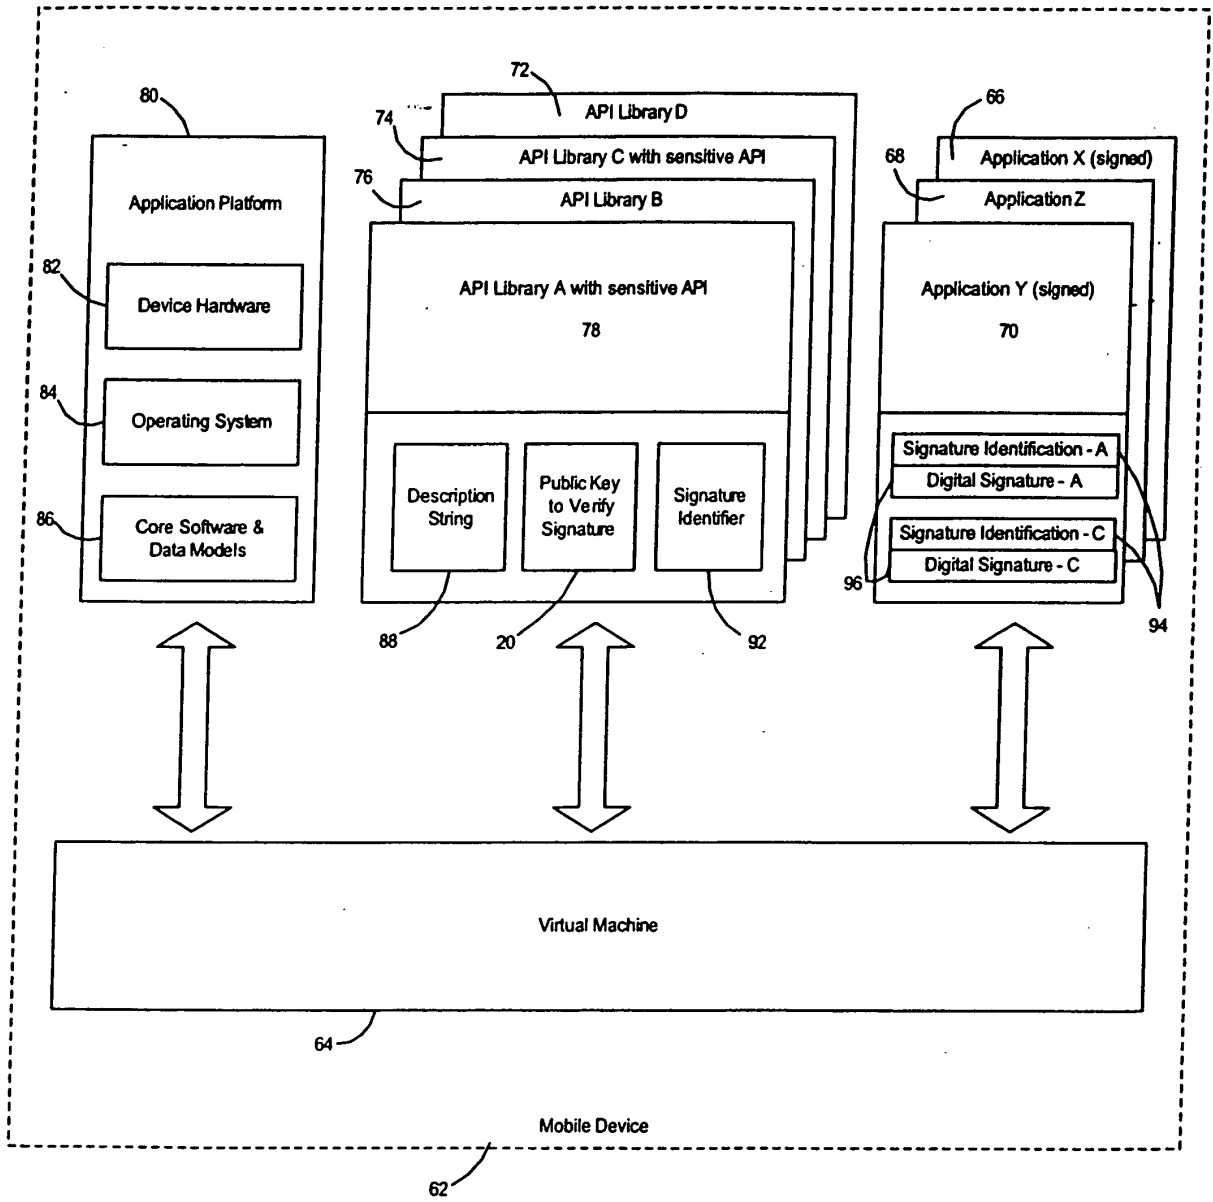 80
Application Platform
82
Device Hardware
84
Operating System
86
Core Software &
Data Models
72
API Library D
74
API Library C with sensitive API
76
API Library B
API Library A with sensitive API
78
Description
String
Public Key
to Verify
Signature
Signature
Identifier
88
20
92
66
Application X (signed)
68
Application Z
Application Y (signed)
70
Signature Identification - A
Digital Signature - A
Signature Identification - C
Digital Signature - C
96
94
Virtual Machine
64
Mobile Device
62